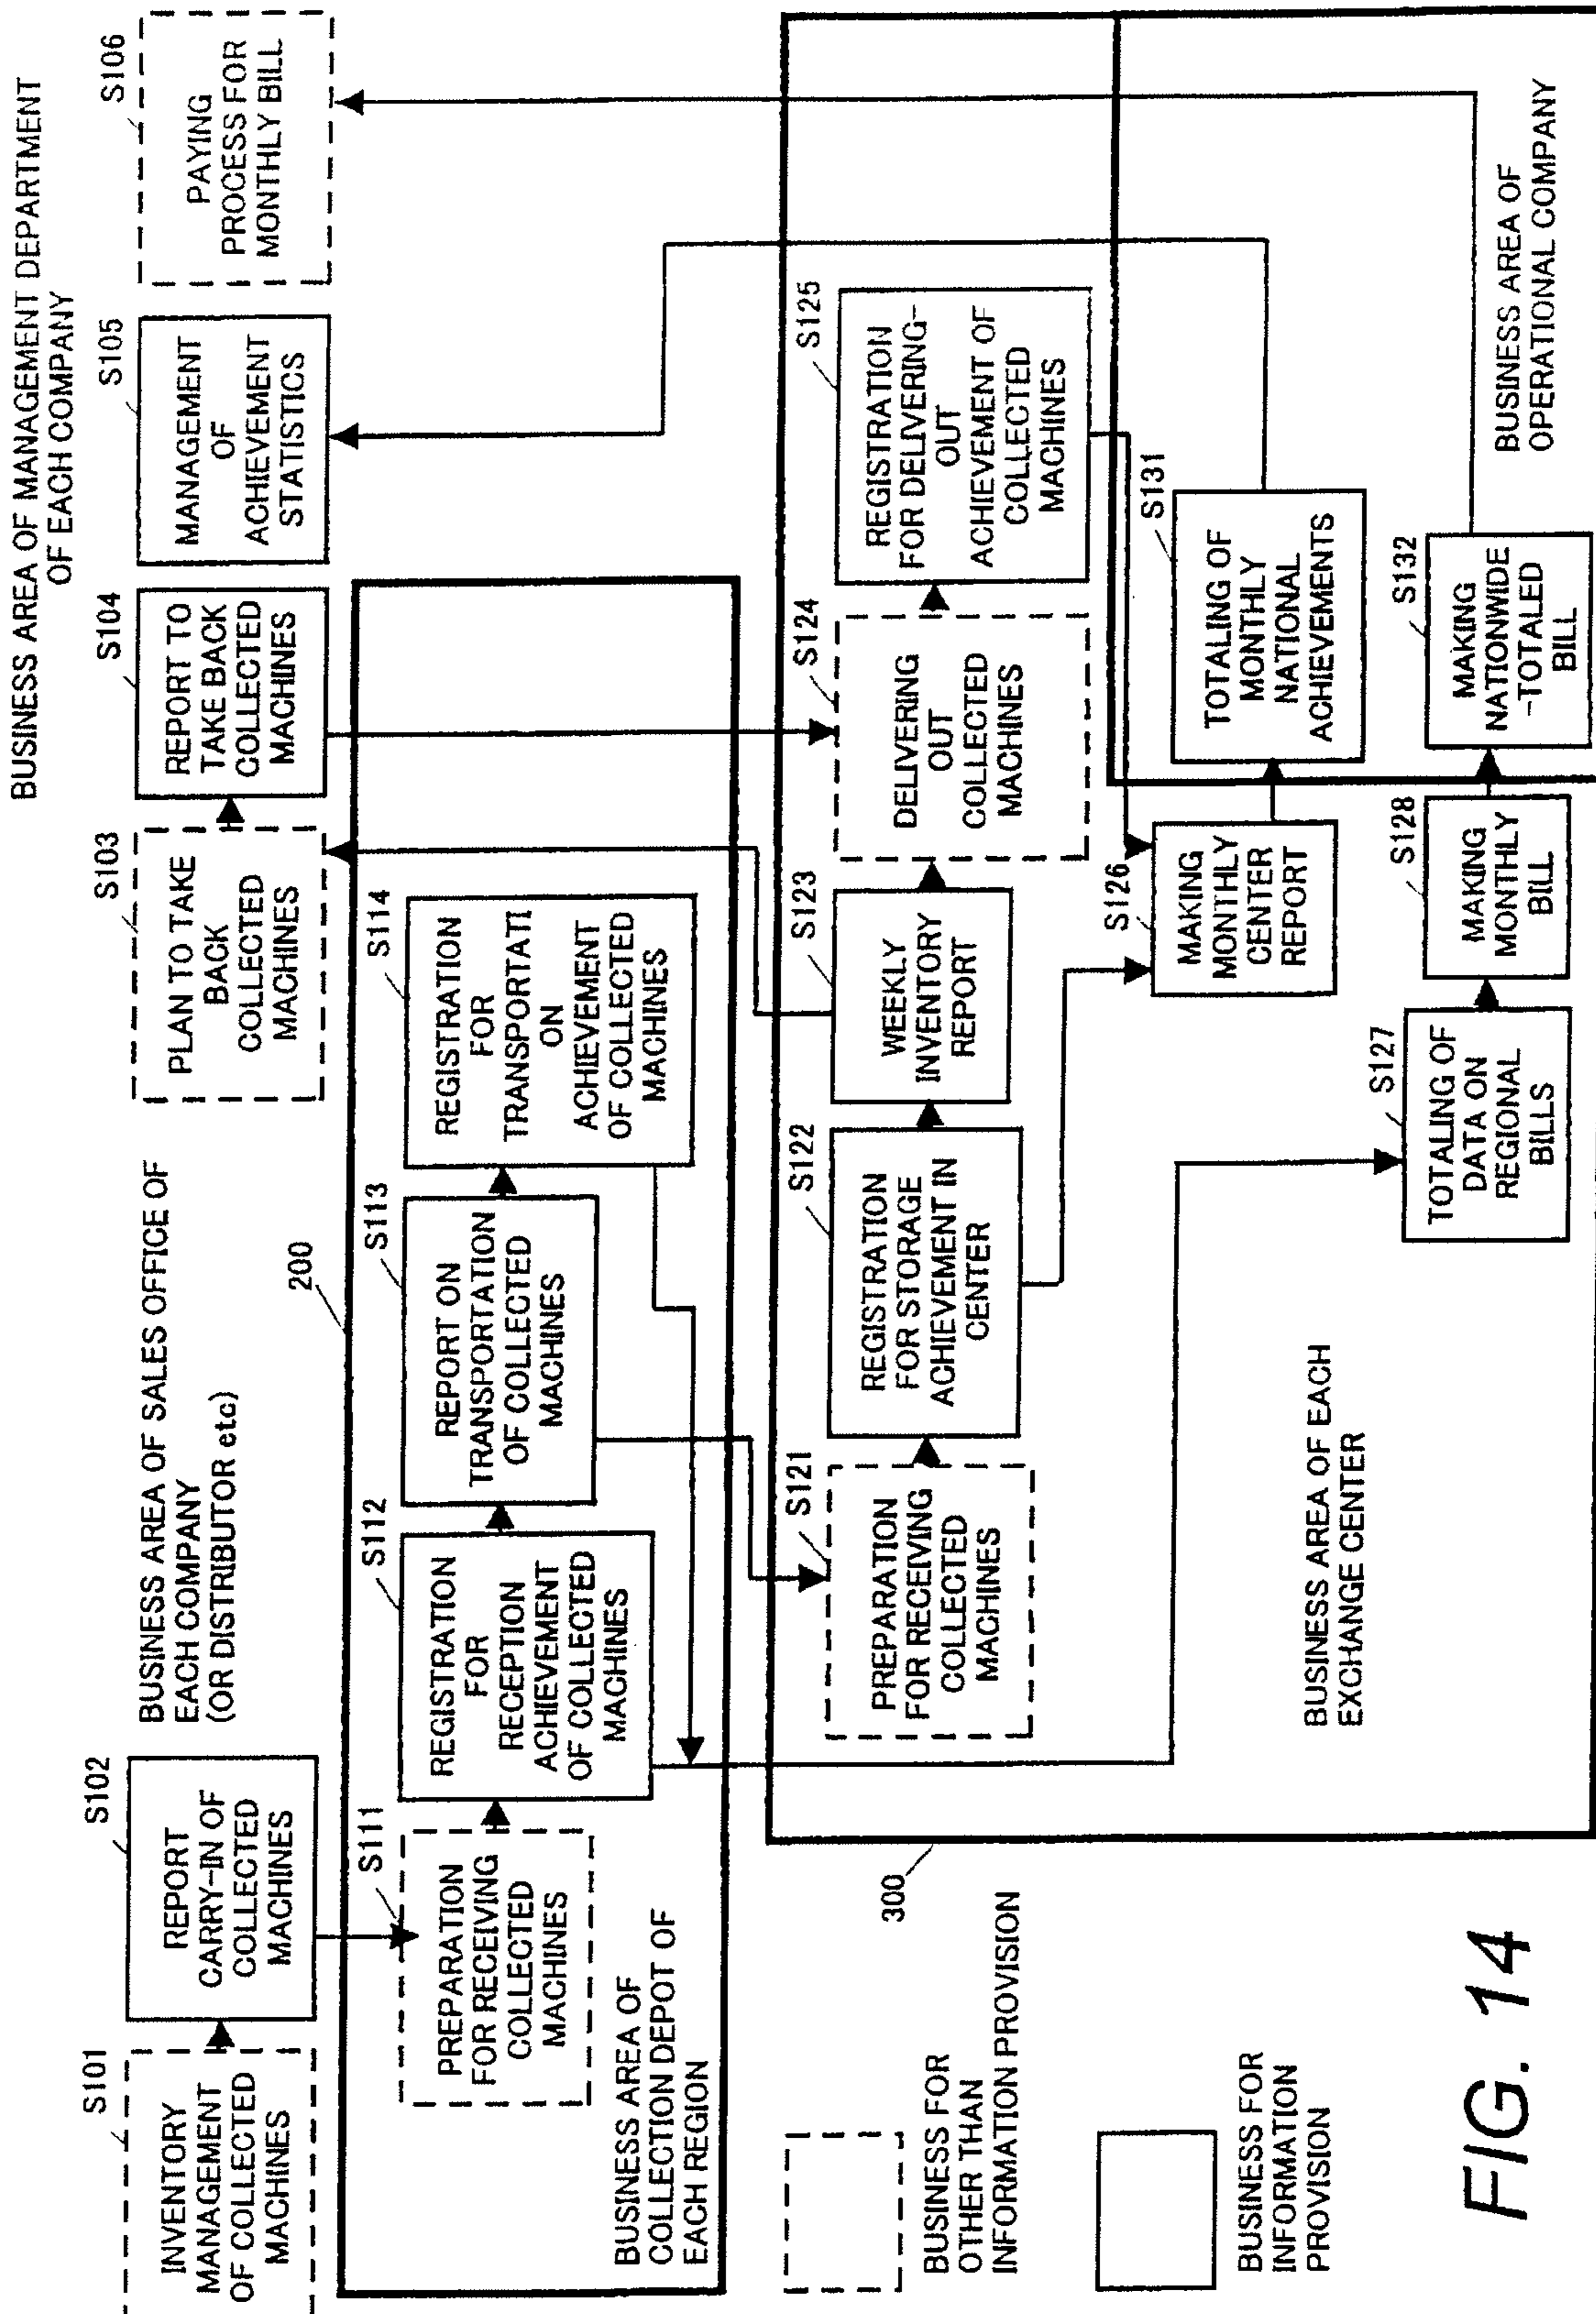 BUSINESS AREA OF MANAGEMENT DEPARTMENT
OF EACH COMPANY
S101
INVENTORY
MANAGEMENT
OF COLLECTED
MACHINES
S102
REPORT
CARRY-IN OF
COLLECTED
MACHINES
BUSINESS AREA OF SALES OFFICE OF
EACH COMPANY
(OR DISTRIBUTOR etc)
S103
PLAN TO TAKE
BACK
COLLECTED
MACHINES
S104
REPORT TO
TAKE BACK
COLLECTED
MACHINES
S105
MANAGEMENT
OF
ACHIEVEMENT
STATISTICS
S106
PAYING
PROCESS FOR
MONTHLY BILL
200
S111
PREPARATION
FOR RECEIVING
COLLECTED
MACHINES
S112
REGISTRATION
FOR
RECEPTION
ACHIEVEMENT
OF COLLECTED
MACHINES
S113
REPORT ON
TRANSPORTATION
OF COLLECTED
MACHINES
S114
REGISTRATION
FOR
TRANSPORTATI
ON
ACHIEVEMENT
OF COLLECTED
MACHINES
BUSINESS AREA OF
COLLECTION DEPOT OF
EACH REGION
S121
PREPARATION
FOR RECEIVING
COLLECTED
MACHINES
S122
REGISTRATION
FOR STORAGE
ACHIEVEMENT IN
CENTER
S123
WEEKLY
INVENTORY
REPORT
S124
DELIVERING
OUT
COLLECTED
MACHINES
S125
REGISTRATION
FOR DELIVERING-
OUT
ACHIEVEMENT OF
COLLECTED
MACHINES
S126
MAKING
MONTHLY
CENTER
REPORT
S131
TOTALING OF
MONTHLY
NATIONAL
ACHIEVEMENTS
S127
TOTALING OF
DATA ON
REGIONAL
BILLS
S128
MAKING
MONTHLY
BILL
S132
MAKING
NATIONWIDE
-TOTALED
BILL
BUSINESS AREA OF
OPERATIONAL COMPANY
BUSINESS AREA OF EACH
EXCHANGE CENTER
300
BUSINESS FOR
OTHER THAN
INFORMATION PROVISION
BUSINESS FOR
INFORMATION
PROVISION
FIG. 14